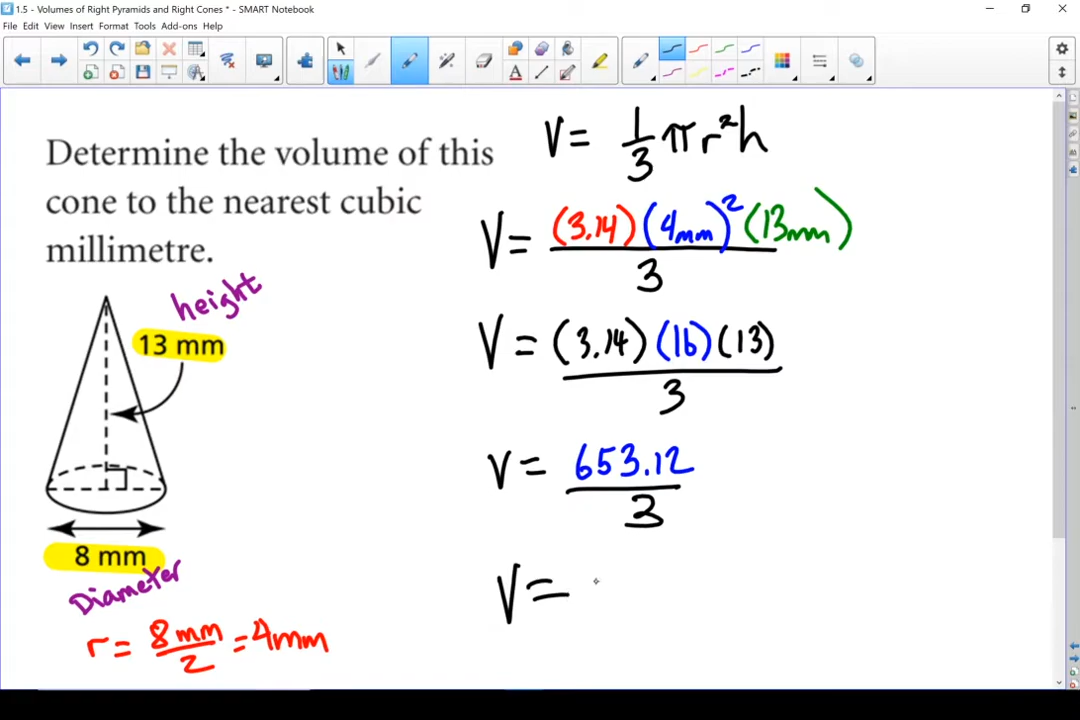 1.5 - Volumes of Right Pyramids and Right Cones * - SMART Notebook
File Edit View Insert Format Tools Add-ons Help
Determine the volume of this
cone to the nearest cubic
millimetre.
height
13 mm
8 mm
Diameter
r = 8mm/2 = 4mm
V = 1/3 πr²h
V = (3.14)(4mm)²(13mm)/3
V = (3.14)(16)(13)/3
V = 653.12/3
V =